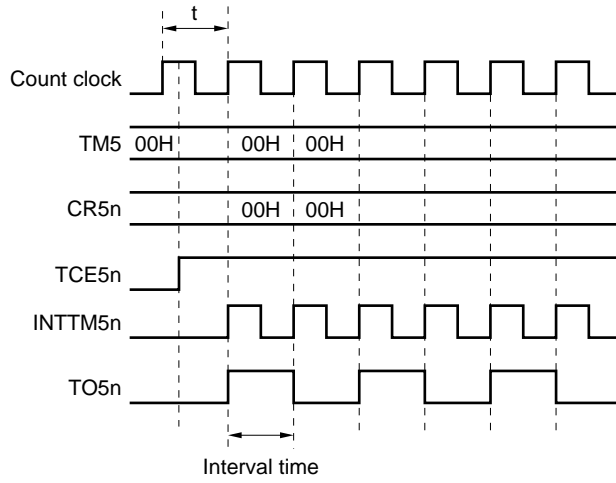 t
Count clock
TM5 00H 00H 00H
CR5n 00H 00H
TCE5n
INTTM5n
TO5n
Interval time